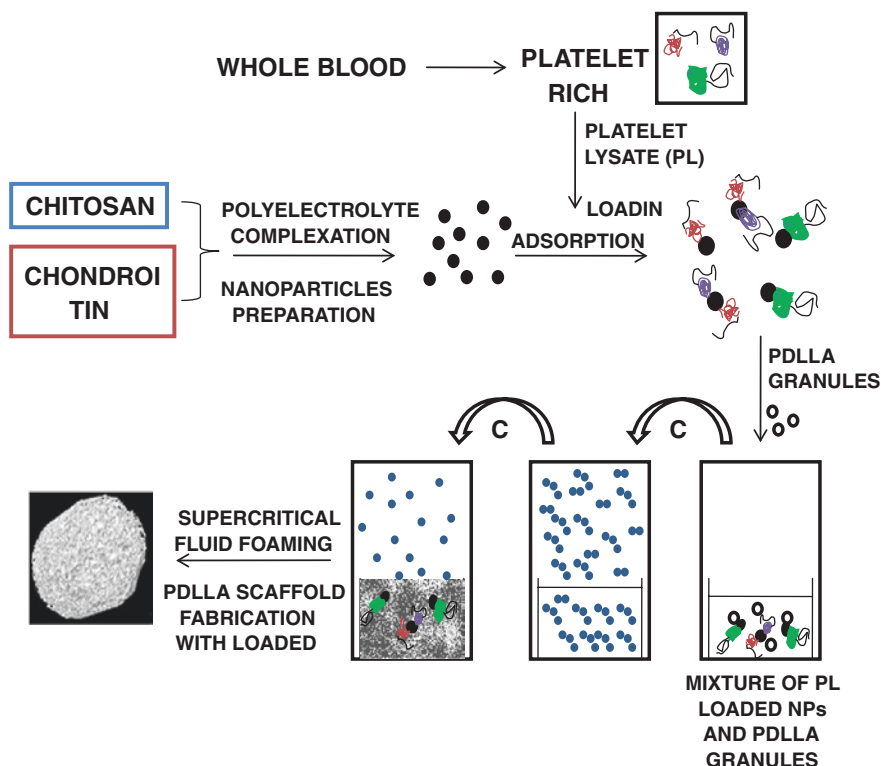 WHOLE BLOOD
PLATELET
RICH
PLATELET
LYSATE (PL)
CHITOSAN
CHONDROI
TIN
POLYELECTROLYTE
COMPLEXATION
NANOPARTICLES
PREPARATION
LOADIN
ADSORPTION
PDLLA
GRANULES
C
C
SUPERCRITICAL
FLUID FOAMING
PDLLA SCAFFOLD
FABRICATION
WITH LOADED
MIXTURE OF PL
LOADED NPs
AND PDLLA
GRANULES